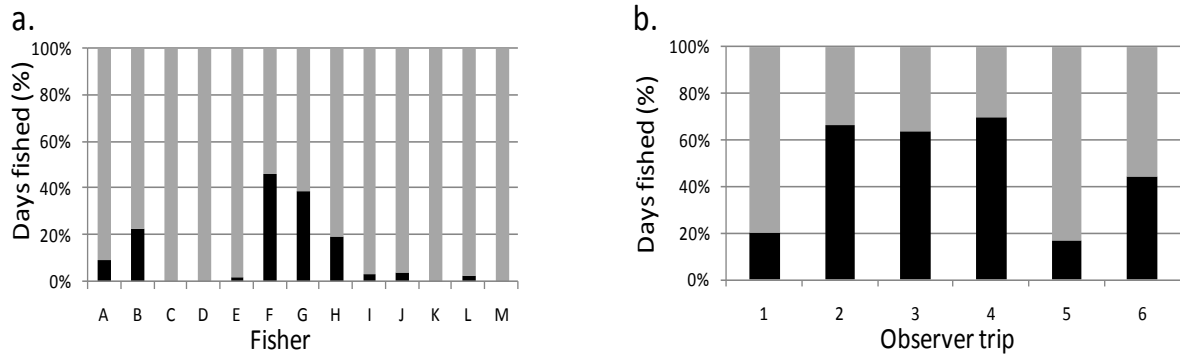 a.
100%
80%
60%
40%
20%
0%
Days fished (%)
A B C D E F G H I J K L M
Fisher
b.
100%
80%
60%
40%
20%
0%
Days fished (%)
1 2 3 4 5 6
Observer trip